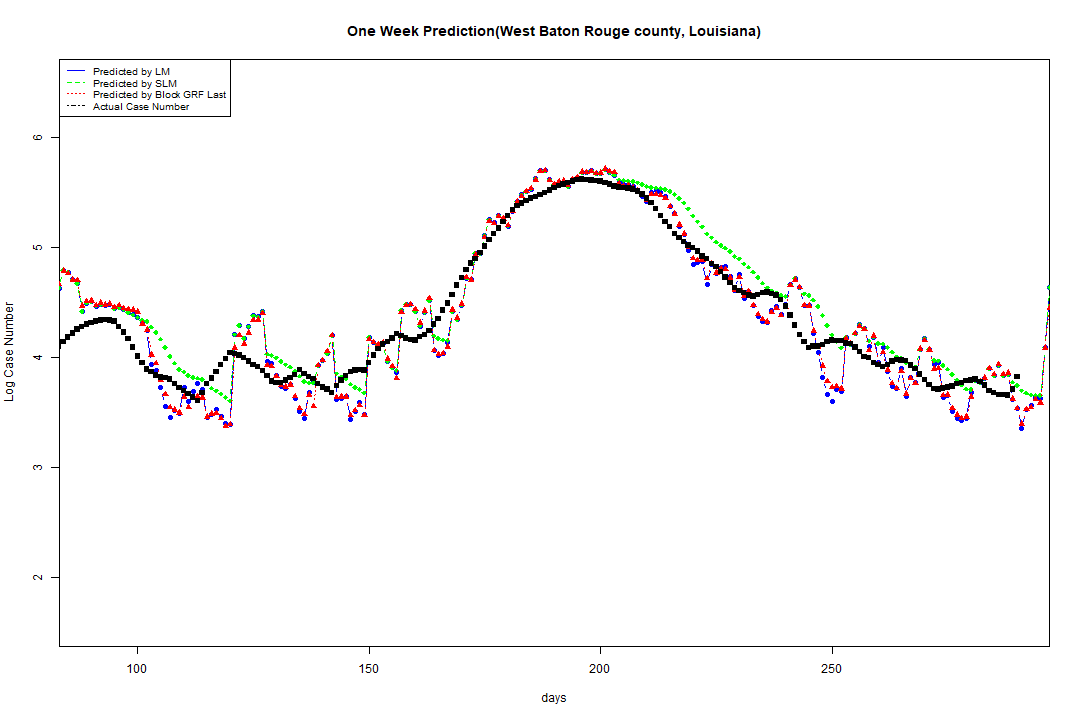 One Week Prediction(West Baton Rouge county, Louisiana)
Predicted by LM
Predicted by SLM
Predicted by Block GRF Last
Actual Case Number
Log Case Number
6
5
4
3
2
100
150
200
250
days